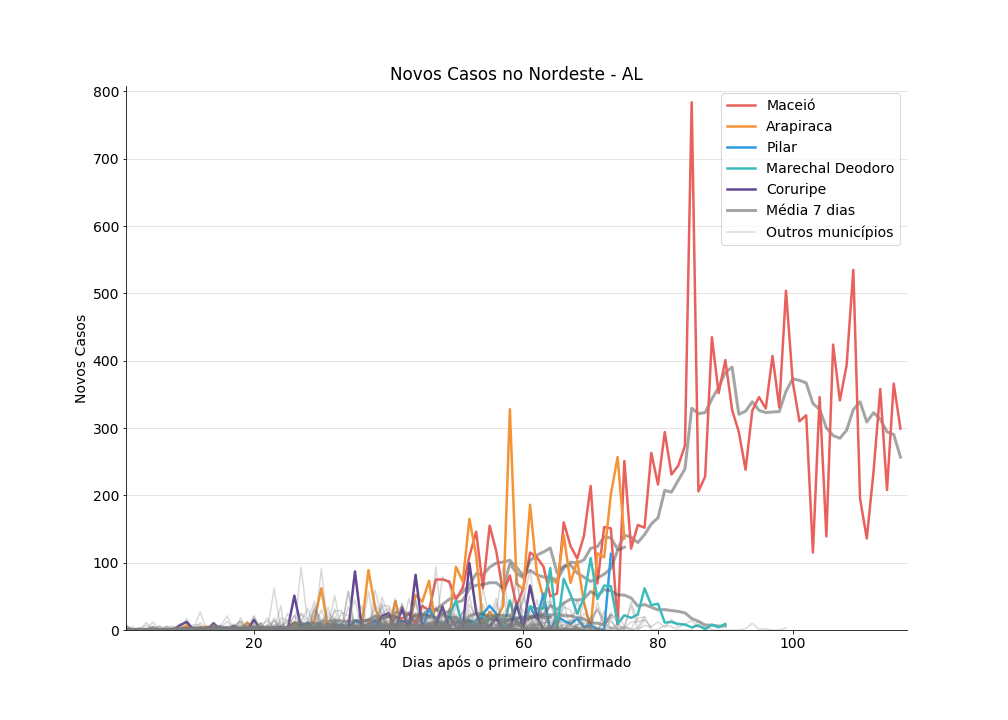 Novos Casos no Nordeste - AL
800
700
600
500
400
300
200
100
0
Novos Casos
20
40
60
80
100
Dias após o primeiro confirmado
Maceió
Arapiraca
Pilar
Marechal Deodoro
Coruripe
Média 7 dias
Outros municípios